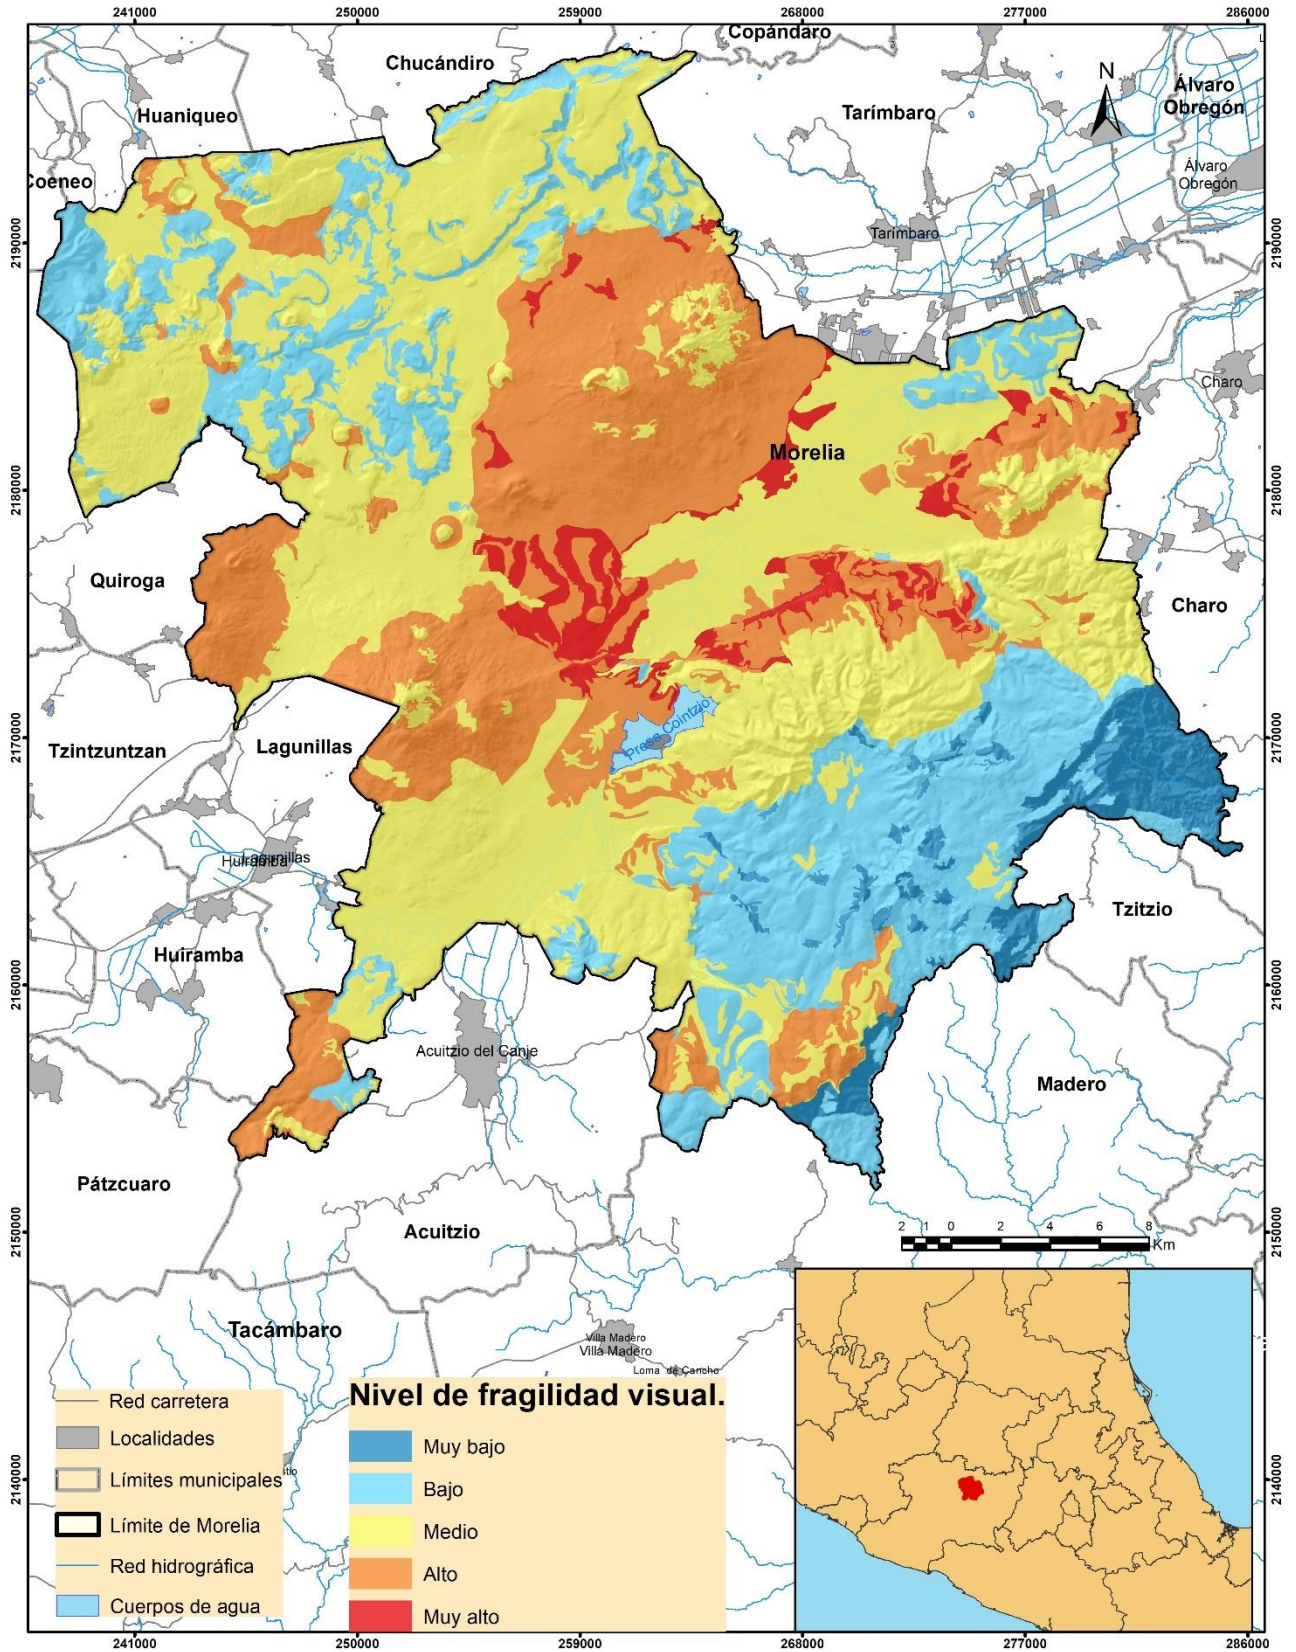 241000
250000
259000
268000
277000
286000
Copándaro
Chucándiro
N
Álvaro
Obregón
Huaniqueo
Tarímbaro
Coeneo
Álvaro
Obregón
Tarímbaro
2190000
2190000
Charo
Morelia
2180000
2180000
Quiroga
Charo
Presa Cointzio
2170000
2170000
Tzintzuntzan
Lagunillas
Lagunillas
Huiramba
Tzitzio
Huiramba
2160000
2160000
Acuitzio del Canje
Madero
Pátzcuaro
Acuitzio
2150000
2150000
2 1 0 2 4 6 8
Km
Tacámbaro
Villa Madero
Villa Madero
Loma de Cancho
Nivel de fragilidad visual.
Muy bajo
Bajo
Medio
Alto
Muy alto
Red carretera
Localidades
Límites municipales
Límite de Morelia
Red hidrográfica
Cuerpos de agua
2140000
2140000
241000
250000
259000
268000
277000
286000